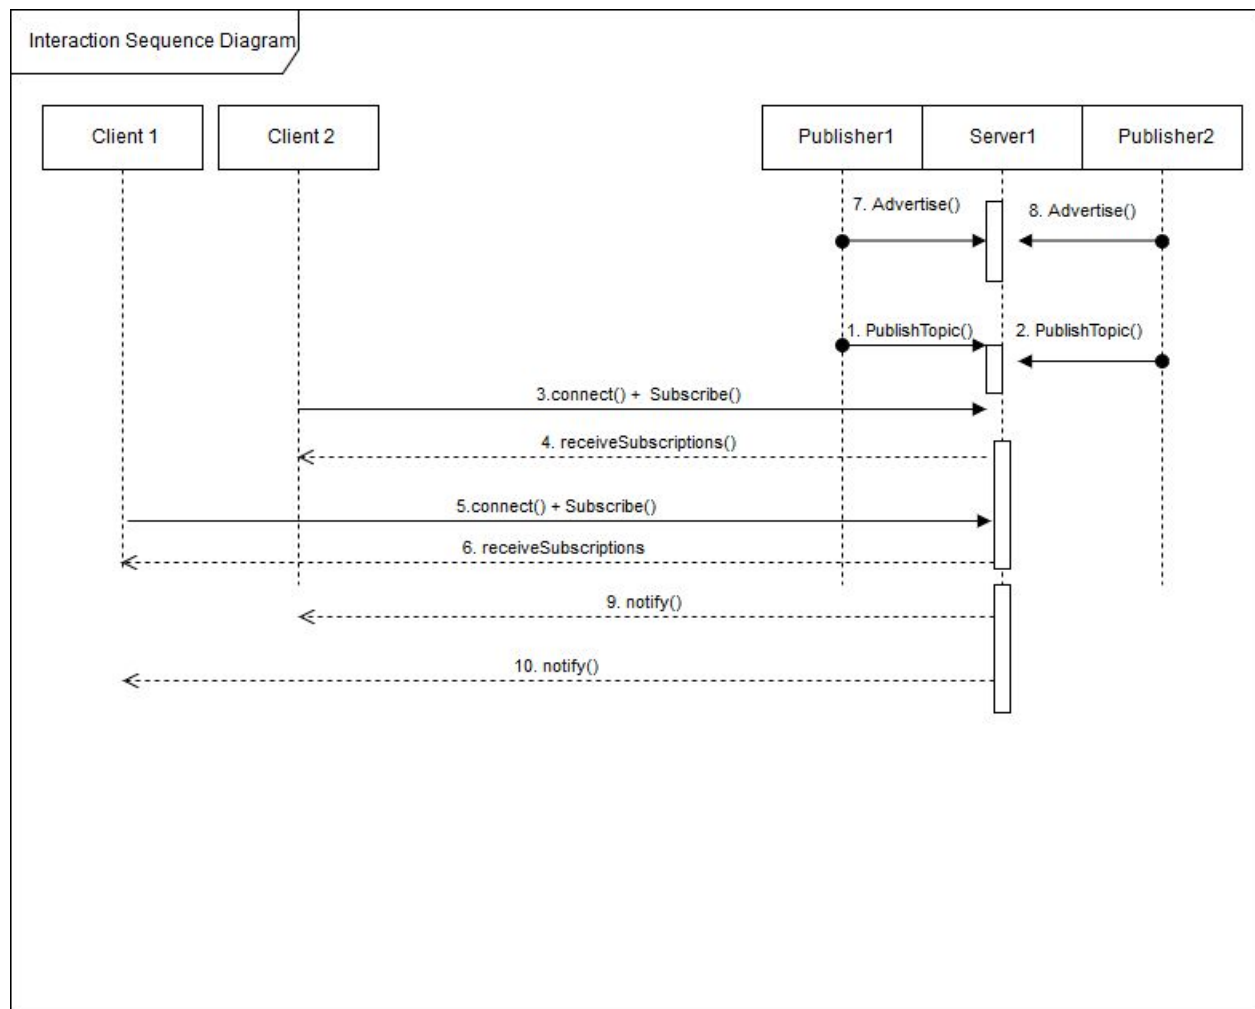 Interaction Sequence Diagram
Client 1
Client 2
Publisher1
Server1
Publisher2
7. Advertise()
8. Advertise()
1. PublishTopic()
2. PublishTopic()
3.connect() + Subscribe()
4. receiveSubscriptions()
5.connect() + Subscribe()
6. receiveSubscriptions
9. notify()
10. notify()